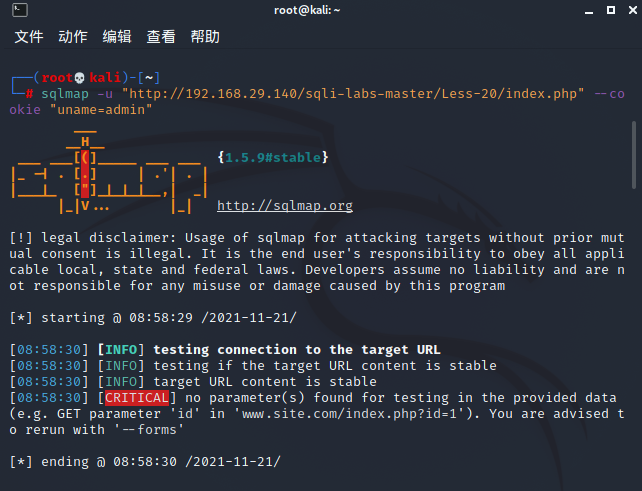 root@kali: ~
文件 动作 编辑 查看 帮助
┌──(root💀kali)-[~]
└─# sqlmap -u "http://192.168.29.140/sqli-labs-master/Less-20/index.php" --co
okie "uname=admin"
        ___
       __H__
 ___ ___[(]_____ ___ ___  {1.5.9#stable}
|_ -| . [.]     | .'| . |
|___|_  ["]_|_|_|__,|  _|
      |_|V...       |_|   http://sqlmap.org
[!] legal disclaimer: Usage of sqlmap for attacking targets without prior mut
ual consent is illegal. It is the end user's responsibility to obey all appli
cable local, state and federal laws. Developers assume no liability and are n
ot responsible for any misuse or damage caused by this program
[*] starting @ 08:58:29 /2021-11-21/
[08:58:30] [INFO] testing connection to the target URL
[08:58:30] [INFO] testing if the target URL content is stable
[08:58:30] [INFO] target URL content is stable
[08:58:30] [CRITICAL] no parameter(s) found for testing in the provided data
(e.g. GET parameter 'id' in 'www.site.com/index.php?id=1'). You are advised t
o rerun with '--forms'
[*] ending @ 08:58:30 /2021-11-21/